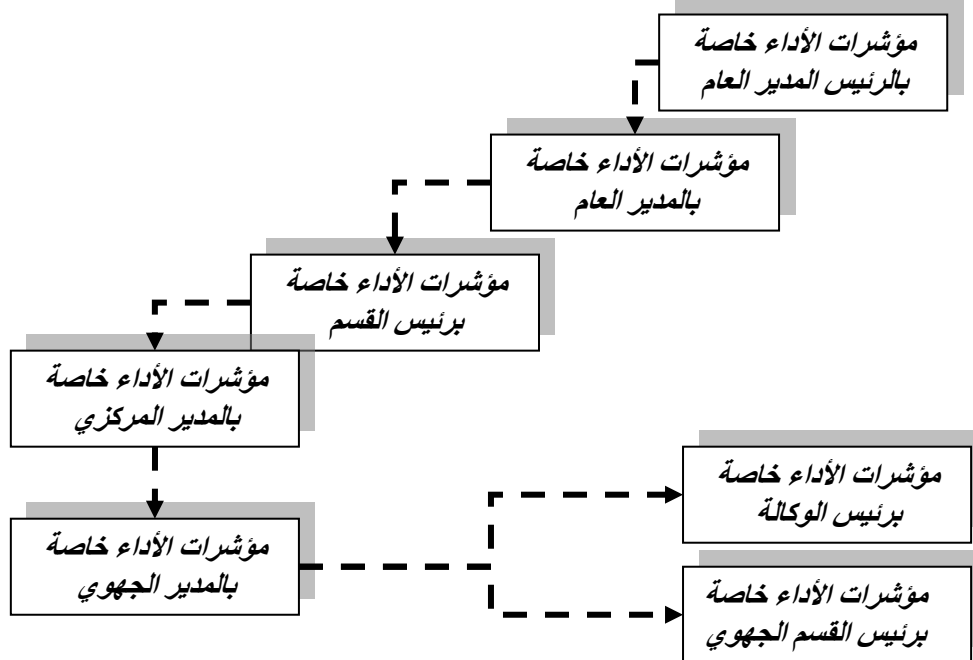 مؤشرات الأداء خاصة
بالرئيس المدير العام
مؤشرات الأداء خاصة
بالمدير العام
مؤشرات الأداء خاصة
برئيس القسم
مؤشرات الأداء خاصة
بالمدير المركزي
مؤشرات الأداء خاصة
برئيس الوكالة
مؤشرات الأداء خاصة
بالمدير الجهوي
مؤشرات الأداء خاصة
برئيس القسم الجهوي